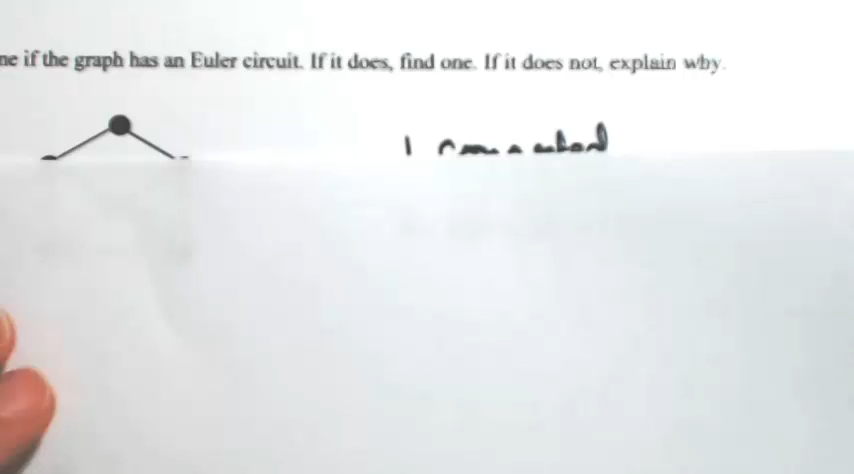 ne if the graph has an Euler circuit. If it does, find one. If it does not, explain why.